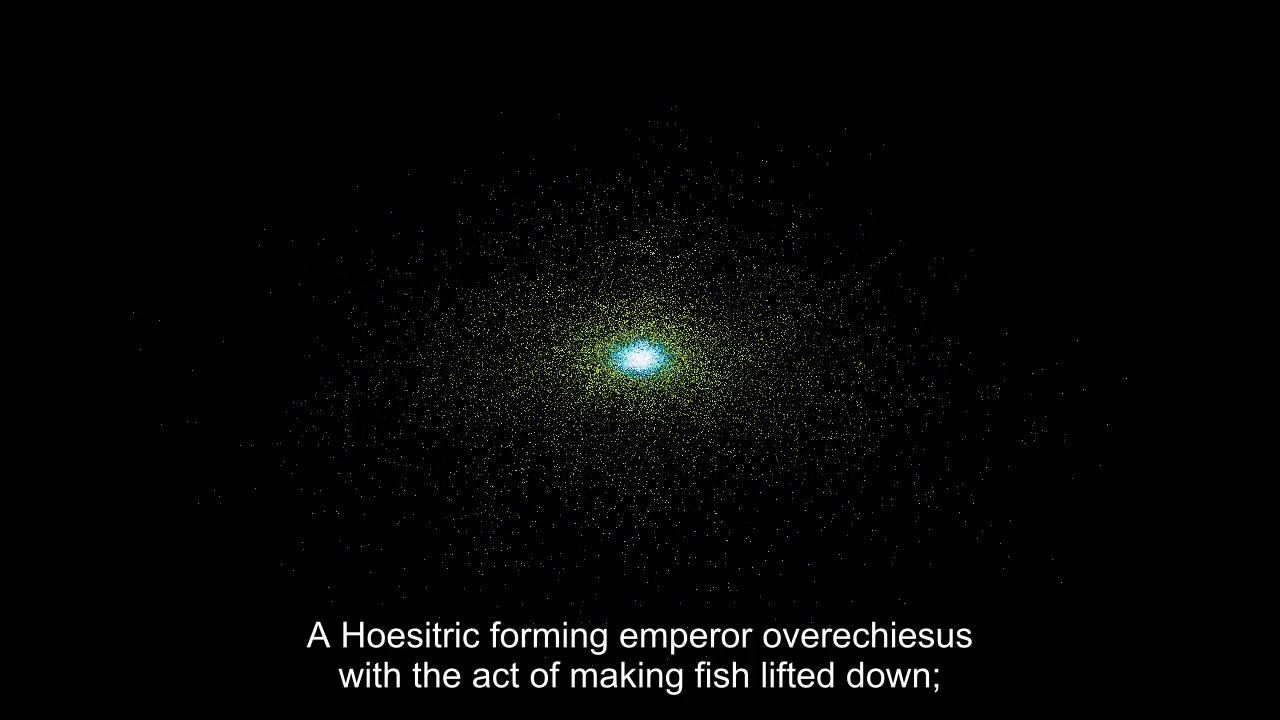 A Hoesitric forming emperor overechiesus
with the act of making fish lifted down;